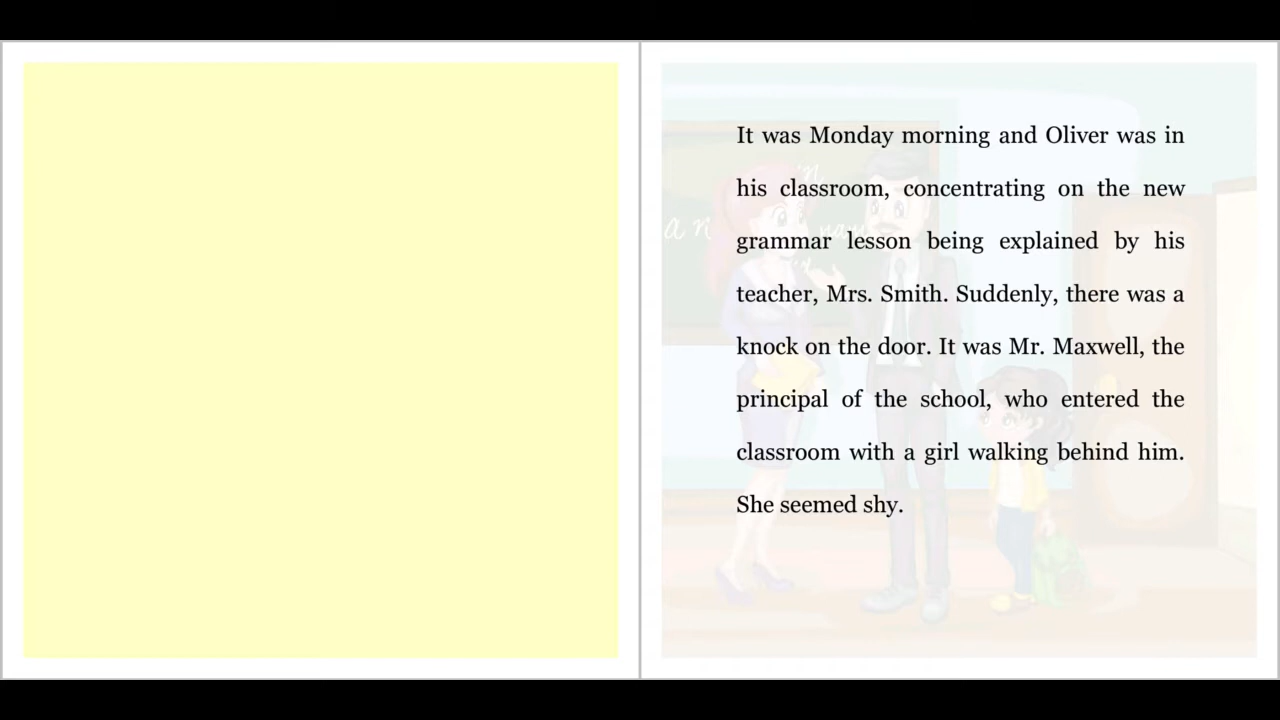 It was Monday morning and Oliver was in
his classroom, concentrating on the new
grammar lesson being explained by his
teacher, Mrs. Smith. Suddenly, there was a
knock on the door. It was Mr. Maxwell, the
principal of the school, who entered the
classroom with a girl walking behind him.
She seemed shy.